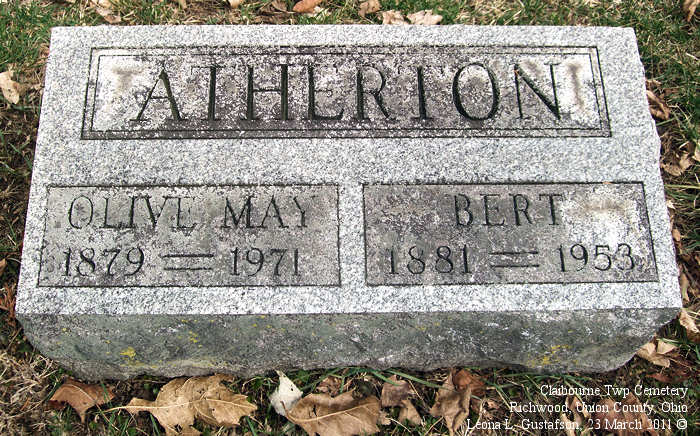 ATHERTON
OLIVE MAY
1879 = 1971
BERT
1881 = 1953
Claibourne Twp Cemetery
Richwood, Union County, Ohio
Leona L. Gustafson, 23 March 2011 ©